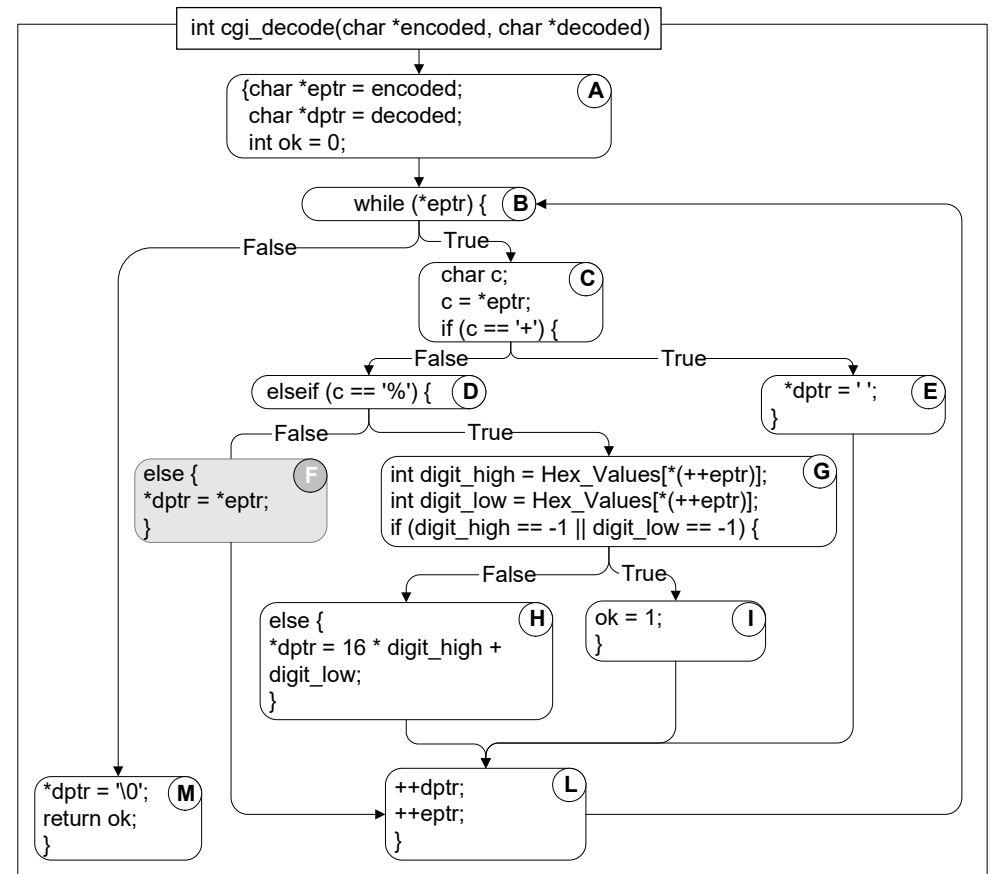 int cgi_decode(char *encoded, char *decoded)
{char *eptr = encoded;
char *dptr = decoded;
int ok = 0;
A
while (*eptr) {
B
False
True
char c;
c = *eptr;
if (c == '+') {
C
False
True
elseif (c == '%') {
D
*dptr = ' ';
}
E
False
True
else {
*dptr = *eptr;
}
F
int digit_high = Hex_Values[*(++eptr)];
int digit_low = Hex_Values[*(++eptr)];
if (digit_high == -1 || digit_low == -1) {
G
False
True
else {
*dptr = 16 * digit_high +
digit_low;
}
H
ok = 1;
}
I
*dptr = '\0';
return ok;
}
M
++dptr;
++eptr;
}
L